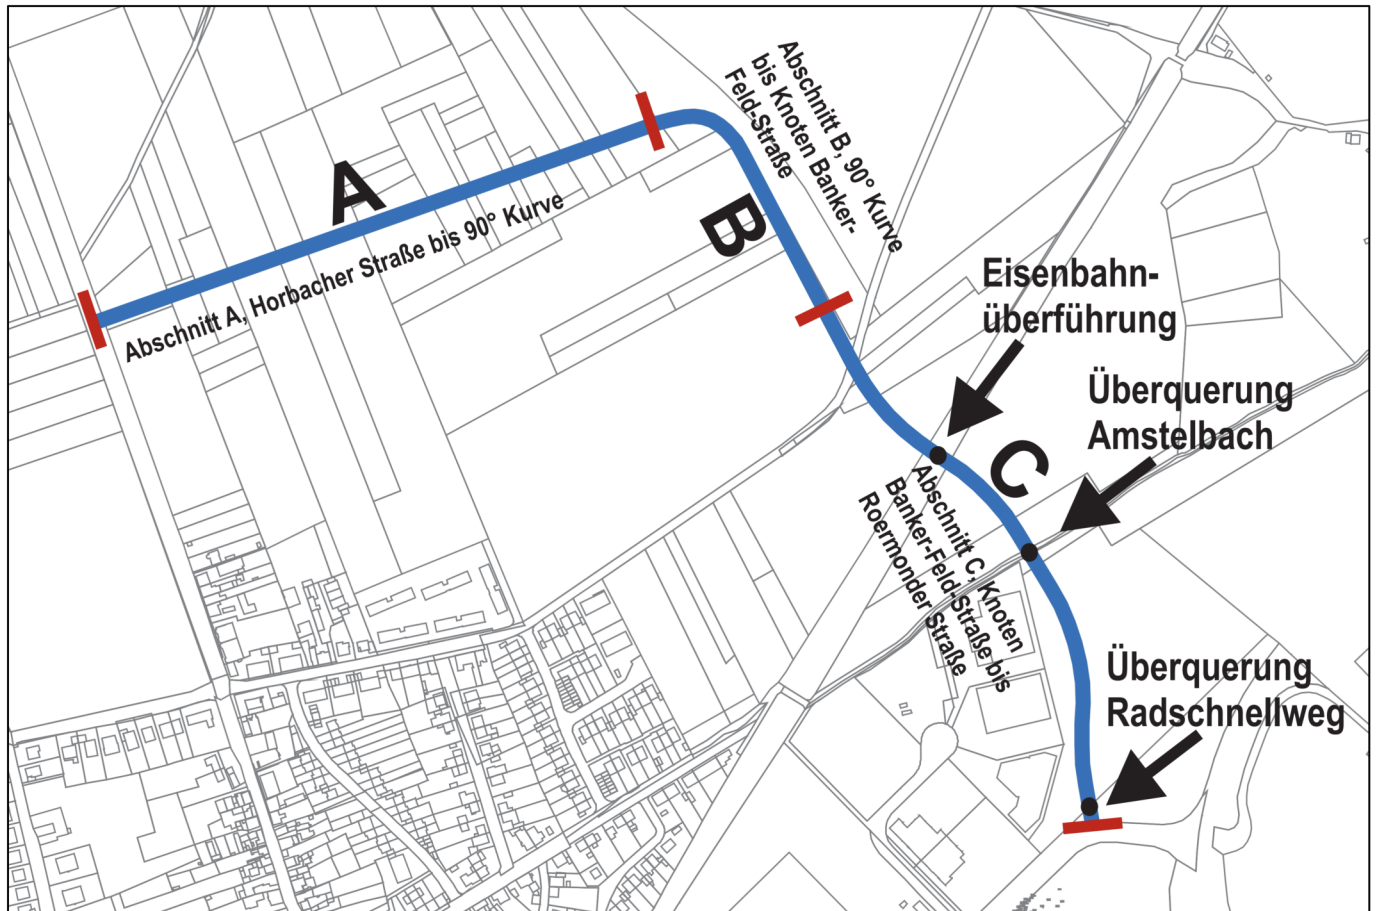 A
Abschnitt A, Horbacher Straße bis 90° Kurve
B
Abschnitt B, 90° Kurve
bis Knoten Banker-
Feld-Straße
Eisenbahn-
überführung
Überquerung
Amstelbach
C
Abschnitt C, Knoten
Banker-Feld-Straße bis
Roermonder Straße
Überquerung
Radschnellweg